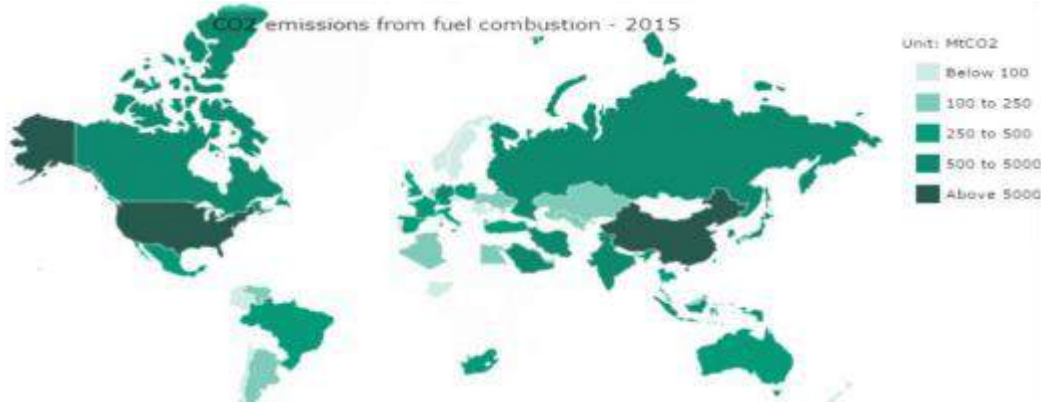 CO2 emissions from fuel combustion - 2015
Unit: MtCO2
Below 100
100 to 250
250 to 500
500 to 5000
Above 5000